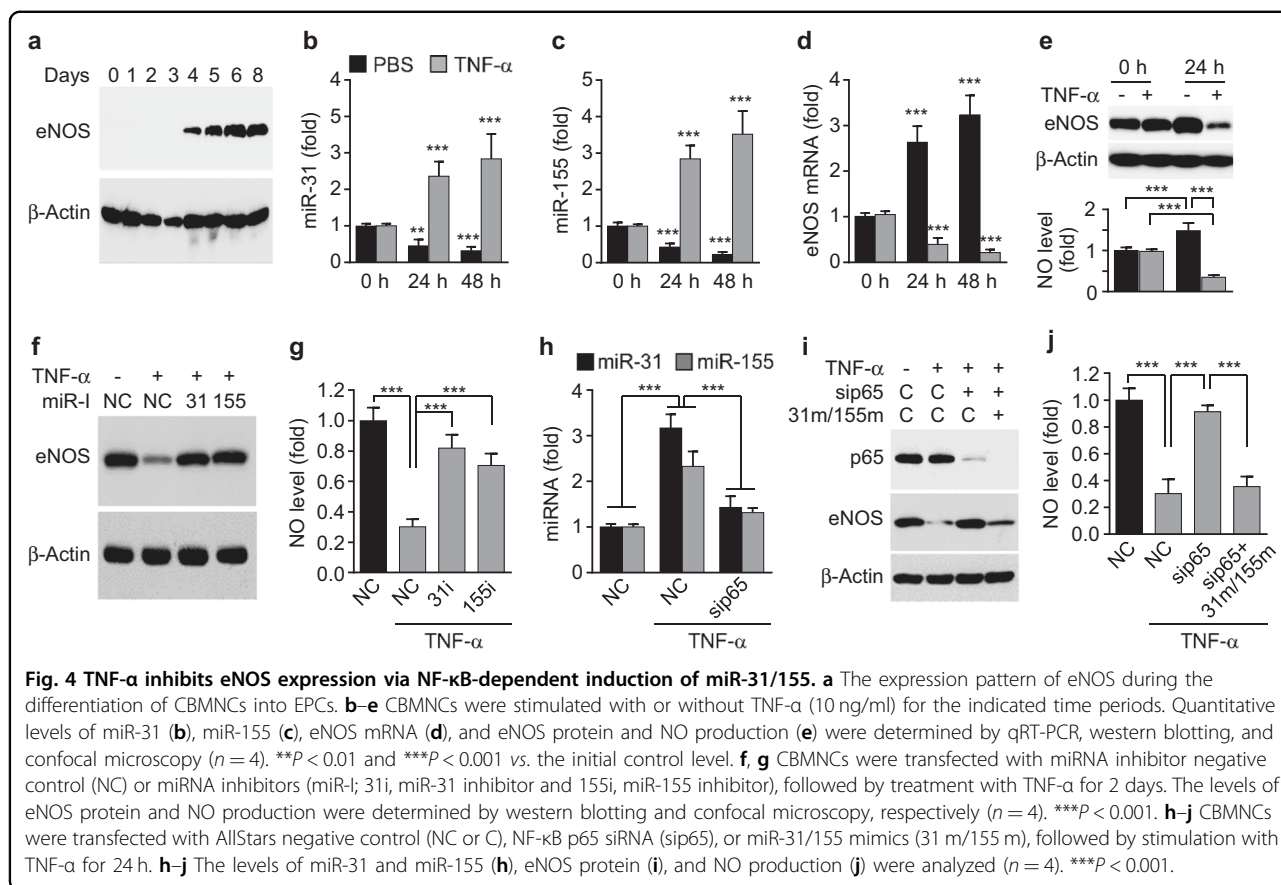 a
Days 0 1 2 3 4 5 6 8
eNOS
β-Actin
b
PBS TNF-α
miR-31 (fold)
4
3
5
2
1
0
0 h 24 h 48 h
** *** *** ***
c
miR-155 (fold)
5
4
3
2
1
0
0 h 24 h 48 h
*** *** *** ***
d
eNOS mRNA (fold)
4
3
2
1
0
0 h 24 h 48 h
*** *** *** ***
e
0 h 24 h
TNF-α - + - +
eNOS
β-Actin
*** *** ***
NO level
(fold)
2
5
1
5
0
f
TNF-α - + + +
miR-I NC NC 31 155
eNOS
β-Actin
g
NO level (fold)
1.2
1.0
0.8
0.6
0.4
0.2
0.0
*** *** ***
NC NC 31i 155i
TNF-α
h
miR-31 miR-155
miRNA (fold)
4
3
2
1
0
*** ***
NC NC sip65
TNF-α
i
TNF-α - + + +
sip65 C C + +
31m/155m C C C +
p65
eNOS
β-Actin
j
NO level (fold)
1.2
1.0
0.8
0.6
0.4
0.2
0.0
*** *** ***
NC NC sip65 sip65+
31m/155m
TNF-α
Fig. 4 TNF-α inhibits eNOS expression via NF-κB-dependent induction of miR-31/155. a The expression pattern of eNOS during the
differentiation of CBMNCs into EPCs. b–e CBMNCs were stimulated with or without TNF-α (10 ng/ml) for the indicated time periods. Quantitative
levels of miR-31 (b), miR-155 (c), eNOS mRNA (d), and eNOS protein and NO production (e) were determined by qRT-PCR, western blotting, and
confocal microscopy (n = 4). **P < 0.01 and ***P < 0.001 vs. the initial control level. f, g CBMNCs were transfected with miRNA inhibitor negative
control (NC) or miRNA inhibitors (miR-I; 31i, miR-31 inhibitor and 155i, miR-155 inhibitor), followed by treatment with TNF-α for 2 days. The levels of
eNOS protein and NO production were determined by western blotting and confocal microscopy, respectively (n = 4). ***P < 0.001. h–j CBMNCs
were transfected with AllStars negative control (NC or C), NF-κB p65 siRNA (sip65), or miR-31/155 mimics (31 m/155 m), followed by stimulation with
TNF-α for 24 h. h–j The levels of miR-31 and miR-155 (h), eNOS protein (i), and NO production (j) were analyzed (n = 4). ***P < 0.001.